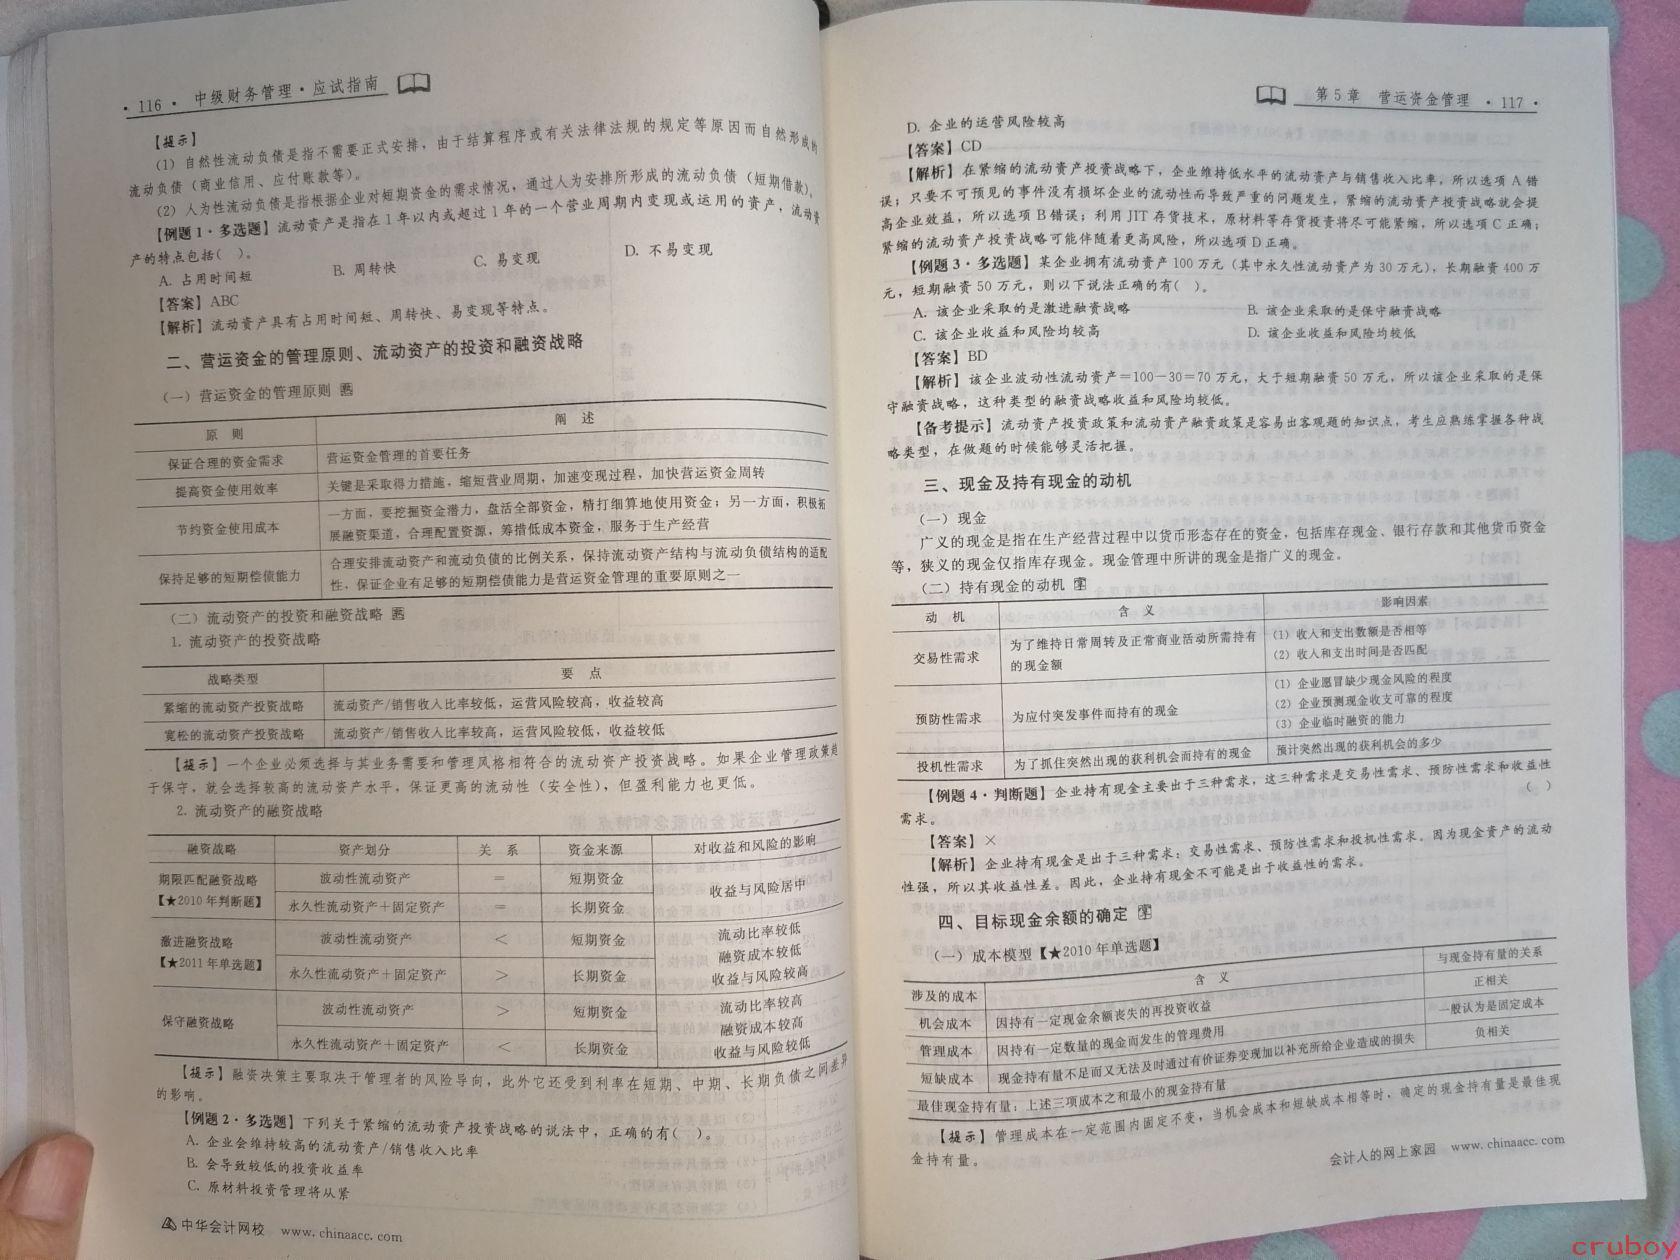 · 116 · 中级财务管理·应试指南
【提示】
(1) 自然性流动负债是指不需要正式安排，由于结算程序或有关法律法规的规定等原因而自然形成的
流动负债（商业信用、应付账款等）。
(2) 人为性流动负债是指根据企业对短期资金的需求情况，通过人为安排所形成的流动负债（短期借款）。
【例题1·多选题】流动资产是指在1年以内或超过1年的一个营业周期内变现或运用的资产，流动资
产的特点包括(　)。
A. 占用时间短　B. 周转快　C. 易变现　D. 不易变现
【答案】ABC
【解析】流动资产具有占用时间短、周转快、易变现等特点。
二、营运资金的管理原则、流动资产的投资和融资战略
（一）营运资金的管理原则
原　则　阐　述
保证合理的资金需求　营运资金管理的首要任务
提高资金使用效率　关键是采取得力措施，缩短营业周期，加速变现过程，加快营运资金周转
节约资金使用成本　一方面，要挖掘资金潜力，盘活全部资金，精打细算地使用资金；另一方面，积极拓
展融资渠道，合理配置资源，筹措低成本资金，服务于生产经营
保持足够的短期偿债能力　合理安排流动资产和流动负债的比例关系，保持流动资产结构与流动负债结构的适配
性，保证企业有足够的短期偿债能力是营运资金管理的重要原则之一
（二）流动资产的投资和融资战略
1. 流动资产的投资战略
战略类型　要　点
紧缩的流动资产投资战略　流动资产/销售收入比率较低，运营风险较高，收益较高
宽松的流动资产投资战略　流动资产/销售收入比率较高，运营风险较低，收益较低
【提示】一个企业必须选择与其业务需要和管理风格相符合的流动资产投资战略。如果企业管理政策趋
于保守，就会选择较高的流动资产水平，保证更高的流动性（安全性），但盈利能力也更低。
2. 流动资产的融资战略
融资战略　资产划分　关　系　资金来源　对收益和风险的影响
期限匹配融资战略
【★2010年判断题】
波动性流动资产　=　短期资金
永久性流动资产＋固定资产　=　长期资金
收益与风险居中
激进融资战略
【★2011年单选题】
波动性流动资产　<　短期资金
永久性流动资产＋固定资产　>　长期资金
流动比率较低
融资成本较低
收益与风险较高
保守融资战略
波动性流动资产　>　短期资金
永久性流动资产＋固定资产　<　长期资金
流动比率较高
融资成本较高
收益与风险较低
【提示】融资决策主要取决于管理者的风险导向，此外它还受到利率在短期、中期、长期负债之间差异
的影响。
【例题2·多选题】下列关于紧缩的流动资产投资战略的说法中，正确的有(　)。
A. 企业会维持较高的流动资产/销售收入比率
B. 会导致较低的投资收益率
C. 原材料投资管理将从紧
中华会计网校 www.chinaacc.com
第5章　营运资金管理 · 117 ·
D. 企业的运营风险较高
【答案】CD
【解析】在紧缩的流动资产投资战略下，企业维持低水平的流动资产与销售收入比率，所以选项A错
误；只要不可预见的事件没有损坏企业的流动性而导致严重的问题发生，紧缩的流动资产投资战略就会提
高企业效益，所以选项B错误；利用JIT存货技术，原材料等存货投资将尽可能紧缩，所以选项C正确；
紧缩的流动资产投资战略可能伴随着更高风险，所以选项D正确。
【例题3·多选题】某企业拥有流动资产100万元（其中永久性流动资产为30万元），长期融资400万
元，短期融资50万元，则以下说法正确的有(　)。
A. 该企业采取的是激进融资战略　B. 该企业采取的是保守融资战略
C. 该企业收益和风险均较高　D. 该企业收益和风险均较低
【答案】BD
【解析】该企业波动性流动资产＝100－30＝70万元，大于短期融资50万元，所以该企业采取的是保
守融资战略，这种类型的融资战略收益和风险均较低。
【备考提示】流动资产投资政策和流动资产融资政策是容易出客观题的知识点，考生应熟练掌握各种战
略类型，在做题的时候能够灵活把握。
三、现金及持有现金的动机
（一）现金
广义的现金是指在生产经营过程中以货币形态存在的资金，包括库存现金、银行存款和其他货币资金
等，狭义的现金仅指库存现金。现金管理中所讲的现金是指广义的现金。
（二）持有现金的动机
动　机　含　义　影响因素
交易性需求　为了维持日常周转及正常商业活动所需持有
的现金额
(1) 收入和支出数额是否相等
(2) 收入和支出时间是否匹配
预防性需求　为应付突发事件而持有的现金
(1) 企业愿冒缺少现金风险的程度
(2) 企业预测现金收支可靠的程度
(3) 企业临时融资的能力
投机性需求　为了抓住突然出现的获利机会而持有的现金　预计突然出现的获利机会的多少
【例题4·判断题】企业持有现金主要出于三种需求，这三种需求是交易性需求、预防性需求和收益性
需求。　(　)
【答案】×
【解析】企业持有现金是出于三种需求：交易性需求、预防性需求和投机性需求。因为现金资产的流动
性强，所以其收益性差。因此，企业持有现金不可能是出于收益性的需求。
四、目标现金余额的确定
（一）成本模型【★2010年单选题】
涉及的成本　含　义　与现金持有量的关系
机会成本　因持有一定现金余额丧失的再投资收益　正相关
管理成本　因持有一定数量的现金而发生的管理费用　一般认为是固定成本
短缺成本　现金持有量不足而又无法及时通过有价证券变现加以补充所给企业造成的损失　负相关
最佳现金持有量：上述三项成本之和最小的现金持有量
【提示】管理成本在一定范围内固定不变，当机会成本和短缺成本相等时，确定的现金持有量是最佳现
金持有量。
会计人的网上家园 www.chinaacc.com
cruboy